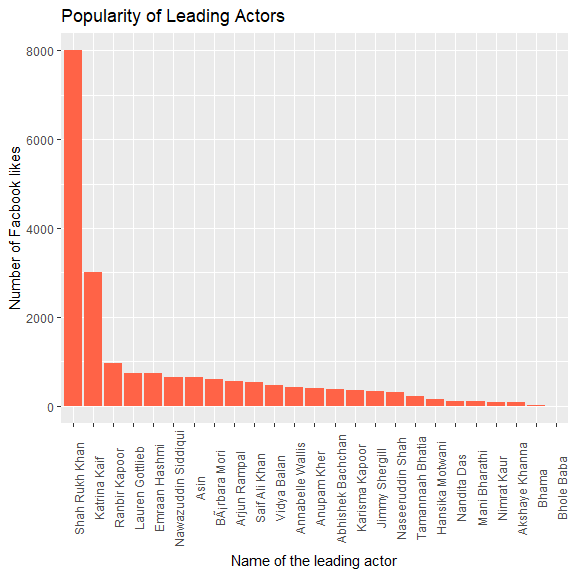 Popularity of Leading Actors
Number of Facbook likes
8000
6000
4000
2000
0
Shah Rukh Khan
Katrina Kaif
Ranbir Kapoor
Lauren Gottlieb
Emraan Hashmi
Nawazuddin Siddiqui
Asin
BÃ¡rbara Mori
Arjun Rampal
Saif Ali Khan
Vidya Balan
Annabelle Wallis
Anupam Kher
Abhishek Bachchan
Karisma Kapoor
Jimmy Shergill
Naseeruddin Shah
Tamannaah Bhatia
Hansika Motwani
Nandita Das
Mani Bharathi
Nimrat Kaur
Akshaye Khanna
Bhama
Bhole Baba
Name of the leading actor